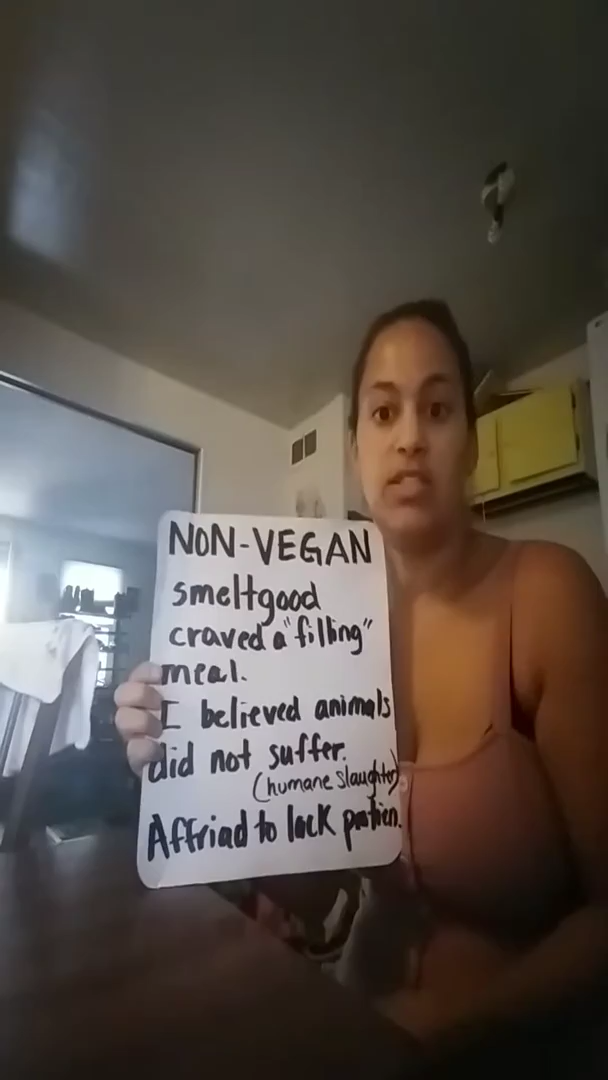 NON-VEGAN
smeltgood
craved a "filling"
meal.
I believed animals
did not suffer.
(humane slaughter)
Affriad to lack protien.